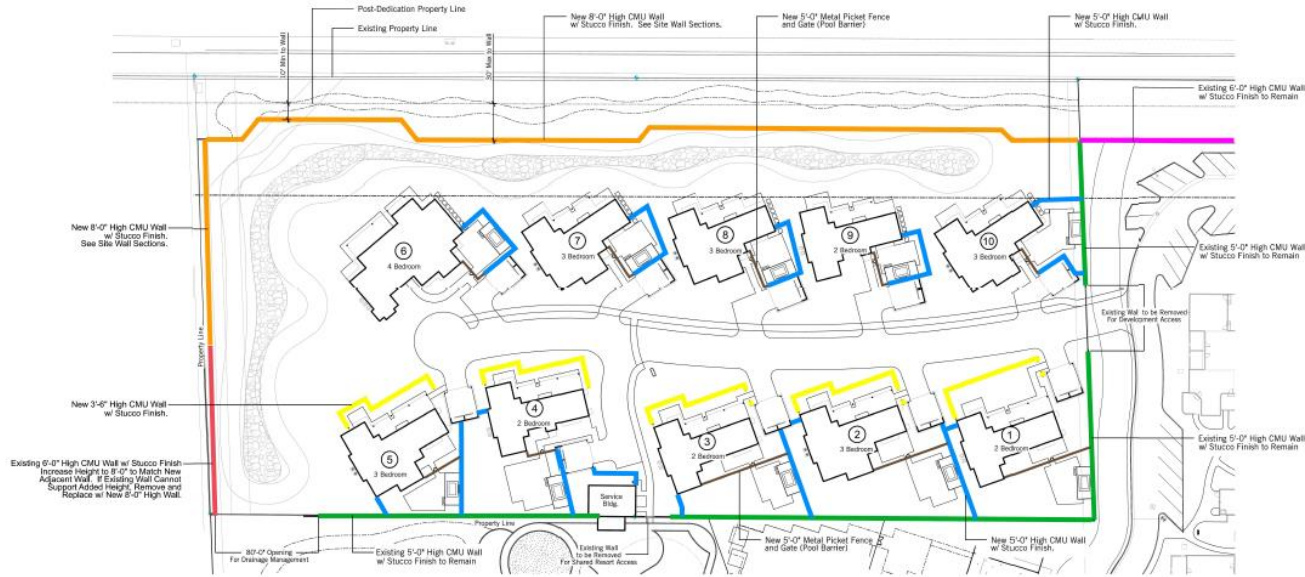 Post-Dedication Property Line
Existing Property Line
New 8'-0" High CMU Wall
w/ Stucco Finish. See Site Wall Sections.
New 5'-0" Metal Picket Fence
and Gate (Pool Barrier)
New 5'-0" High CMU Wall
w/ Stucco Finish.
10' Min to Wall
30' Max to Wall
Existing 6'-0" High CMU Wall
w/ Stucco Finish to Remain
New 8'-0" High CMU Wall
w/ Stucco Finish.
See Site Wall Sections.
6
4 Bedroom
7
3 Bedroom
8
3 Bedroom
9
2 Bedroom
10
3 Bedroom
Existing 5'-0" High CMU Wall
w/ Stucco Finish to Remain
Existing Wall to be Removed
For Development Access
Property Line
New 3'-6" High CMU Wall
w/ Stucco Finish.
5
3 Bedroom
4
2 Bedroom
3
2 Bedroom
2
3 Bedroom
1
2 Bedroom
Existing 5'-0" High CMU Wall
w/ Stucco Finish to Remain
Existing 6'-0" High CMU Wall w/ Stucco Finish
Increase Height to 8'-0" to Match New
Adjacent Wall. If Existing Wall Cannot
Support Added Height, Remove and
Replace w/ New 8'-0" High Wall.
Service
Bldg.
Property Line
80'-0" Opening
For Drainage Management
Existing 5'-0" High CMU Wall
w/ Stucco Finish to Remain
Existing Wall
to be Removed
For Shared Resort Access
New 5'-0" Metal Picket Fence
and Gate (Pool Barrier)
New 5'-0" High CMU Wall
w/ Stucco Finish.